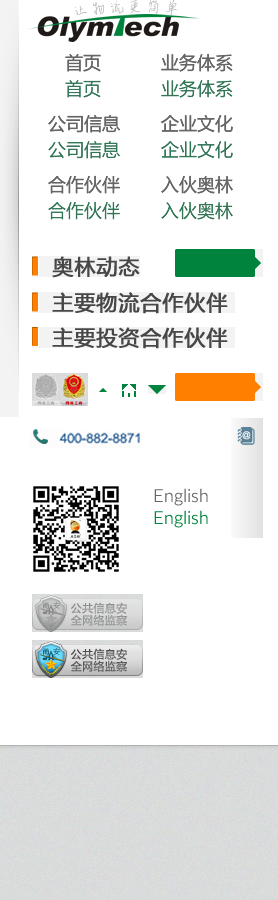 让物流更简单
OlymTech
首页 业务体系
首页 业务体系
公司信息 企业文化
公司信息 企业文化
合作伙伴 入伙奥林
合作伙伴 入伙奥林
奥林动态
主要物流合作伙伴
主要投资合作伙伴
400-882-8871
English
English
公共信息安
全网络监察
公共信息安
全网络监察